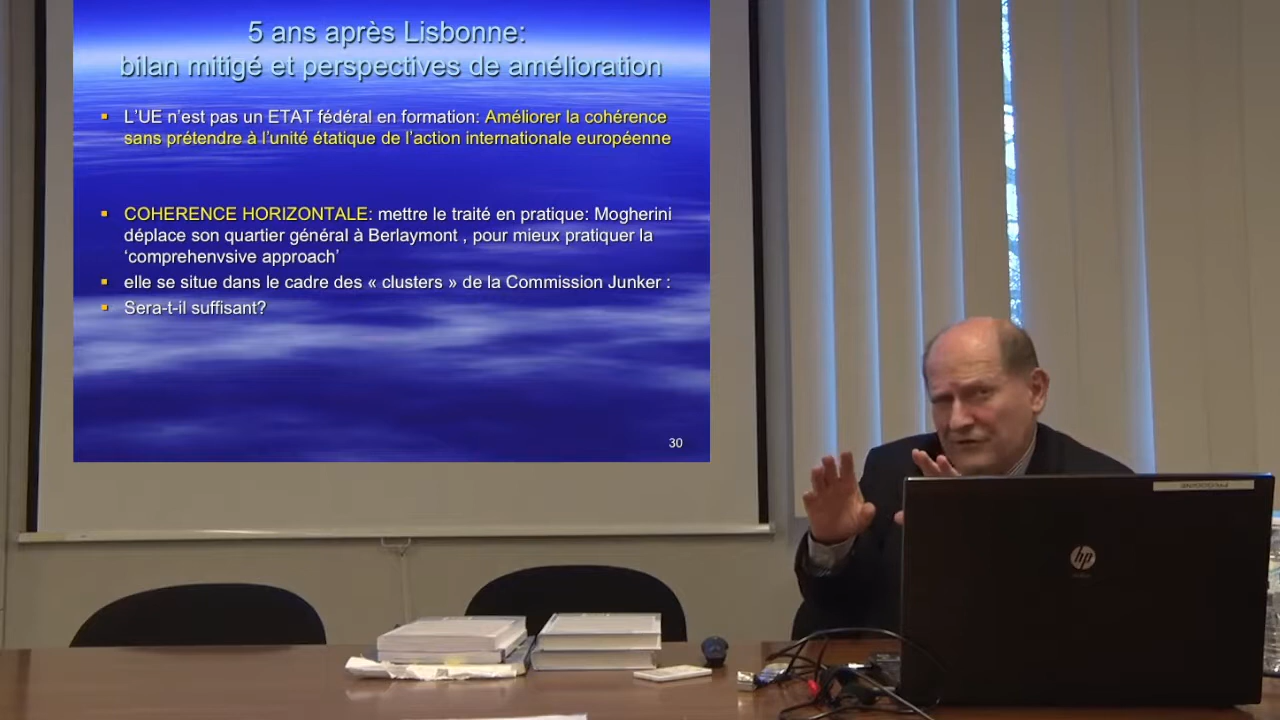 5 ans après Lisbonne:
bilan mitigé et perspectives de amélioration
L'UE n'est pas un ETAT fédéral en formation: Améliorer la cohérence
sans prétendre à l'unité étatique de l'action internationale européenne
COHERENCE HORIZONTALE: mettre le traité en pratique: Mogherini
déplace son quartier général à Berlaymont , pour mieux pratiquer la
'comprehenvsive approach'
elle se situe dans le cadre des « clusters » de la Commission Junker :
Sera-t-il suffisant?
30
hp